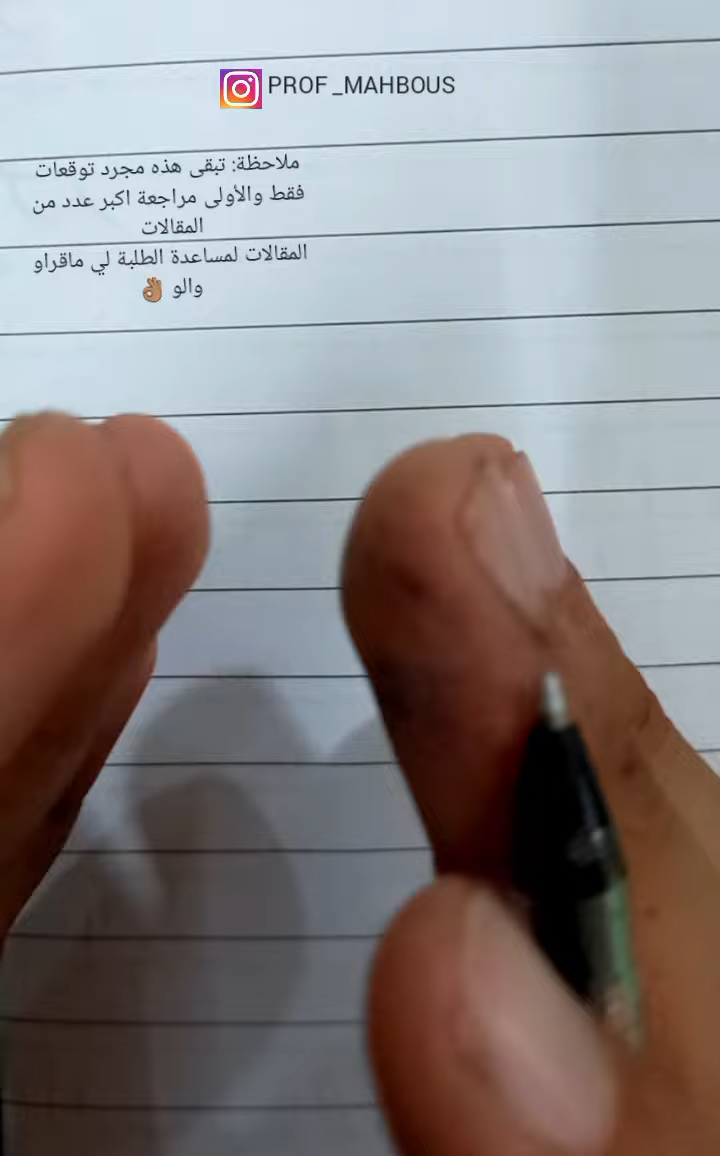 PROF_MAHBOUS
ملاحظة: تبقى هذه مجرد توقعات
فقط والأولى مراجعة اكبر عدد من
المقالات
المقالات لمساعدة الطلبة لي ماقراو
والو 👌🏽